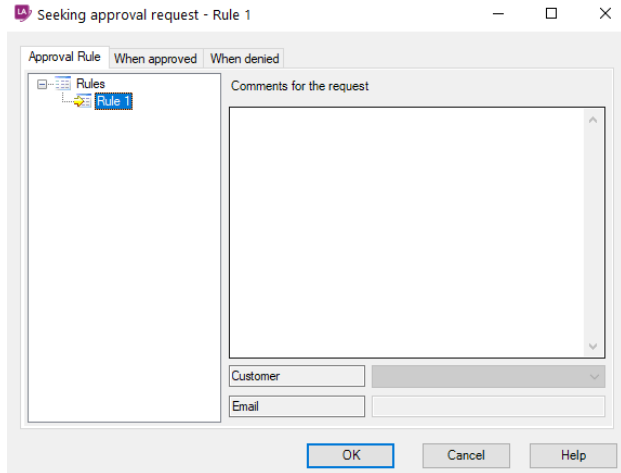 LA Seeking approval request - Rule 1
Approval Rule When approved When denied
Rules
Rule 1
Comments for the request
Customer
Email
OK Cancel Help